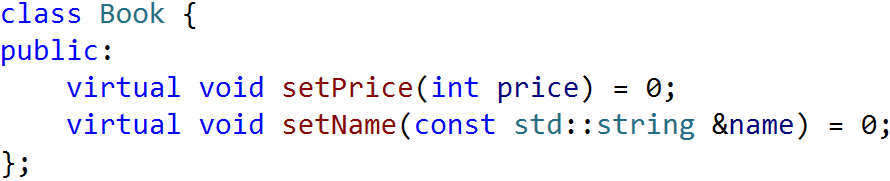 class Book {
public:
    virtual void setPrice(int price) = 0;
    virtual void setName(const std::string &name) = 0;
};